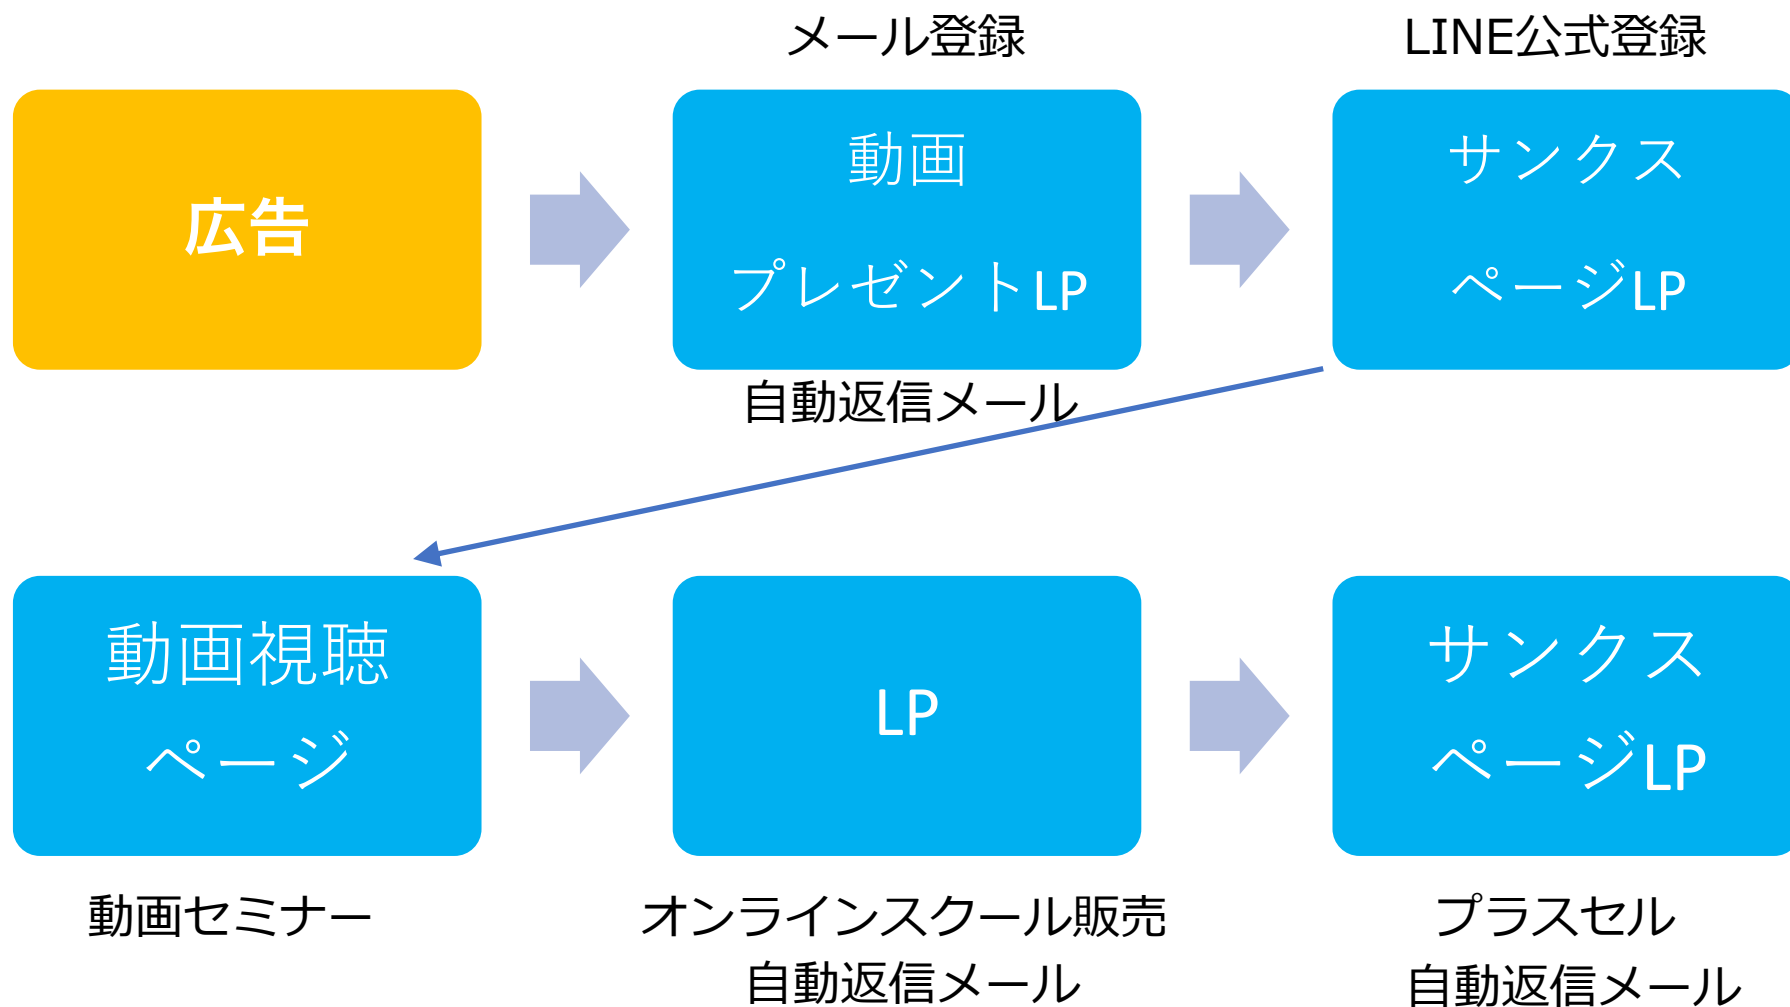 メール登録
LINE公式登録
広告
動画
プレゼントLP
サンクス
ページLP
自動返信メール
動画視聴
ページ
LP
サンクス
ページLP
動画セミナー
オンラインスクール販売
自動返信メール
プラスセル
自動返信メール